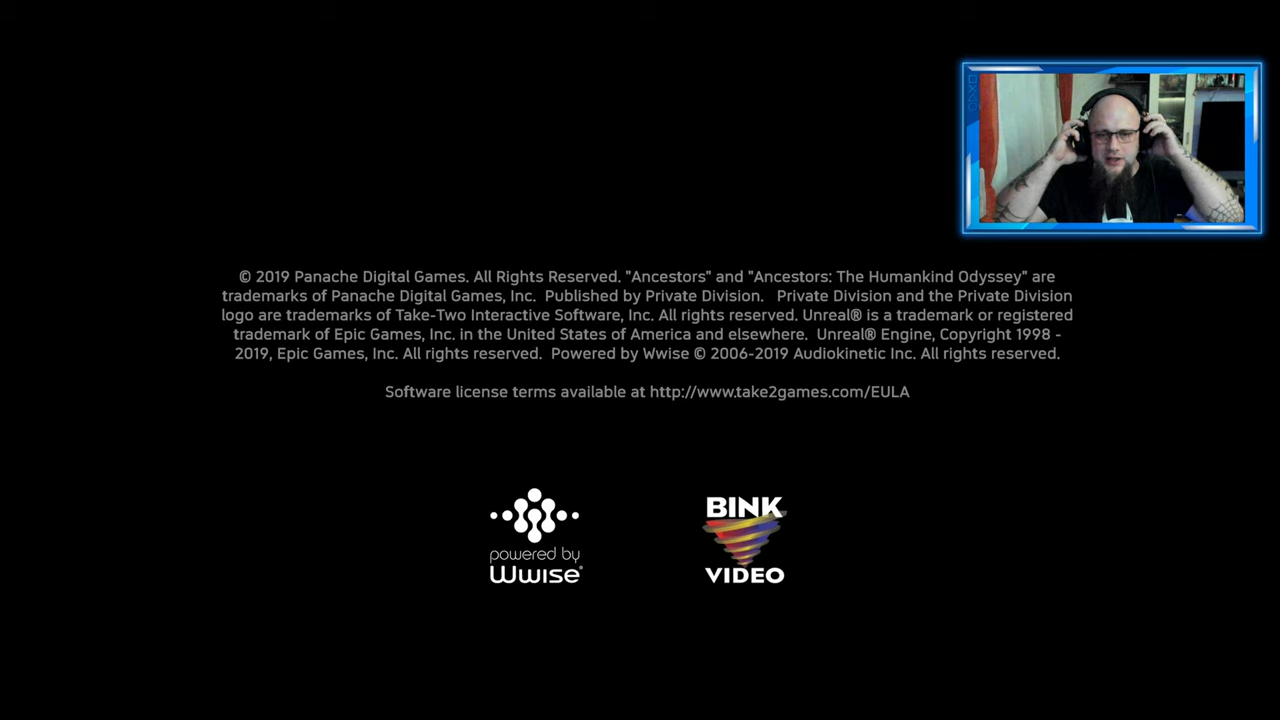 © 2019 Panache Digital Games. All Rights Reserved. "Ancestors" and "Ancestors: The Humankind Odyssey" are
trademarks of Panache Digital Games, Inc.  Published by Private Division.   Private Division and the Private Division
logo are trademarks of Take-Two Interactive Software, Inc. All rights reserved. Unreal® is a trademark or registered
trademark of Epic Games, Inc. in the United States of America and elsewhere.  Unreal® Engine, Copyright 1998 -
2019, Epic Games, Inc. All rights reserved.  Powered by Wwise © 2006-2019 Audiokinetic Inc. All rights reserved.
Software license terms available at http://www.take2games.com/EULA
powered by
Wwise®
BINK
VIDEO